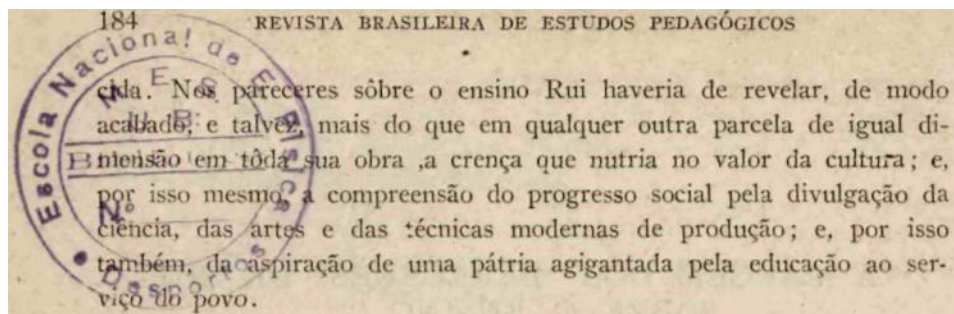 184 REVISTA BRASILEIRA DE ESTUDOS PEDAGÓGICOS
cida. Nos pareceres sôbre o ensino Rui haveria de revelar, de modo
acabado, e talvez, mais do que em qualquer outra parcela de igual di-
mensão em tôda sua obra ,a crença que nutria no valor da cultura; e,
por isso mesmo, a compreensão do progresso social pela divulgação da
ciência, das artes e das técnicas modernas de produção; e, por isso
também, da aspiração de uma pátria agigantada pela educação ao ser-
viço do povo.
Escola Nacional de E. Física
e Desportos
M E S
U B
Nº